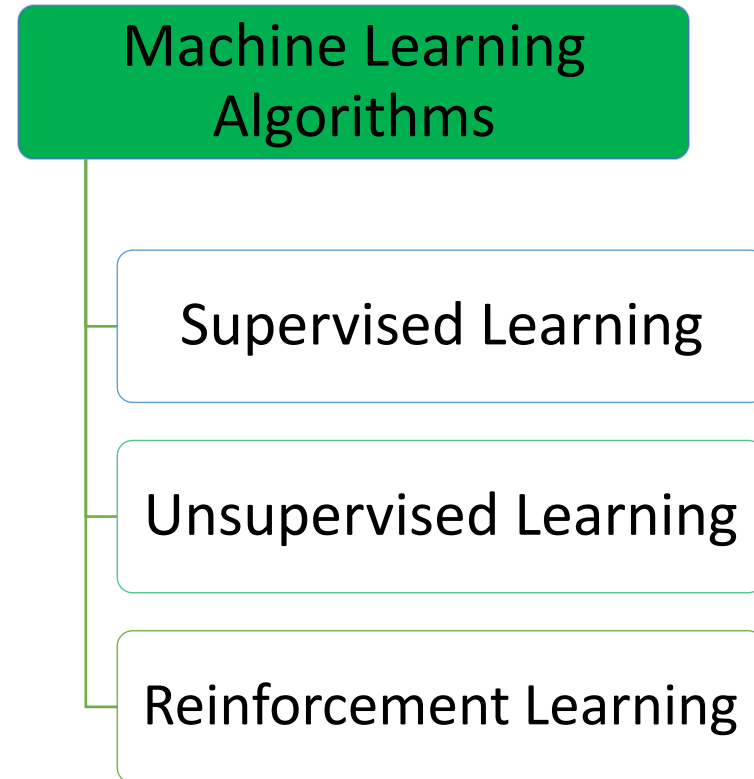 Machine Learning
Algorithms
Supervised Learning
Unsupervised Learning
Reinforcement Learning